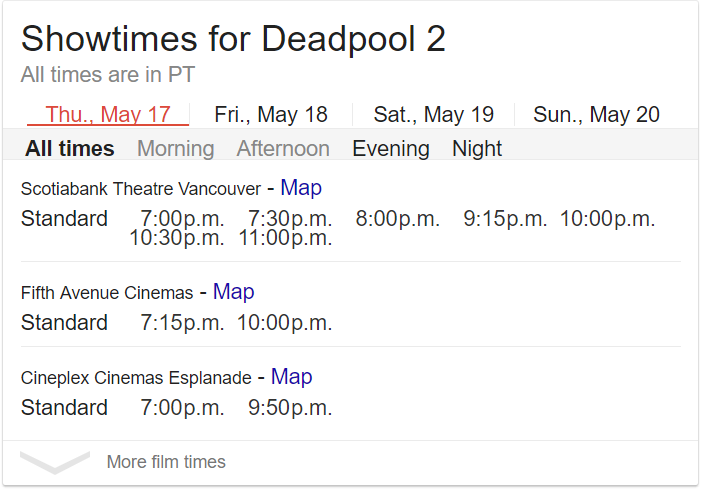 Showtimes for Deadpool 2
All times are in PT
Thu., May 17 Fri., May 18 Sat., May 19 Sun., May 20
All times Morning Afternoon Evening Night
Scotiabank Theatre Vancouver - Map
Standard 7:00p.m. 7:30p.m. 8:00p.m. 9:15p.m. 10:00p.m.
10:30p.m. 11:00p.m.
Fifth Avenue Cinemas - Map
Standard 7:15p.m. 10:00p.m.
Cineplex Cinemas Esplanade - Map
Standard 7:00p.m. 9:50p.m.
More film times